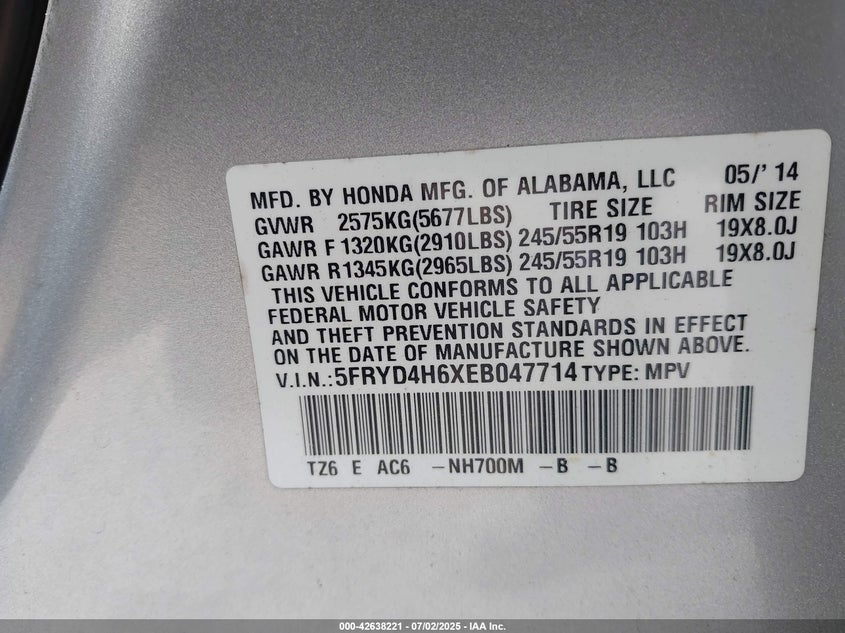 MFD. BY HONDA MFG. OF ALABAMA, LLC 05/' 14
GVWR 2575KG(5677LBS) TIRE SIZE RIM SIZE
GAWR F 1320KG(2910LBS) 245/55R19 103H 19X8.0J
GAWR R1345KG(2965LBS) 245/55R19 103H 19X8.0J
THIS VEHICLE CONFORMS TO ALL APPLICABLE
FEDERAL MOTOR VEHICLE SAFETY
AND THEFT PREVENTION STANDARDS IN EFFECT
ON THE DATE OF MANUFACTURE SHOWN ABOVE.
V.I.N.:5FRYD4H6XEB047714 TYPE: MPV
TZ6 E AC6 -NH700M -B -B
000-42638221 - 07/02/2025 - IAA Inc.